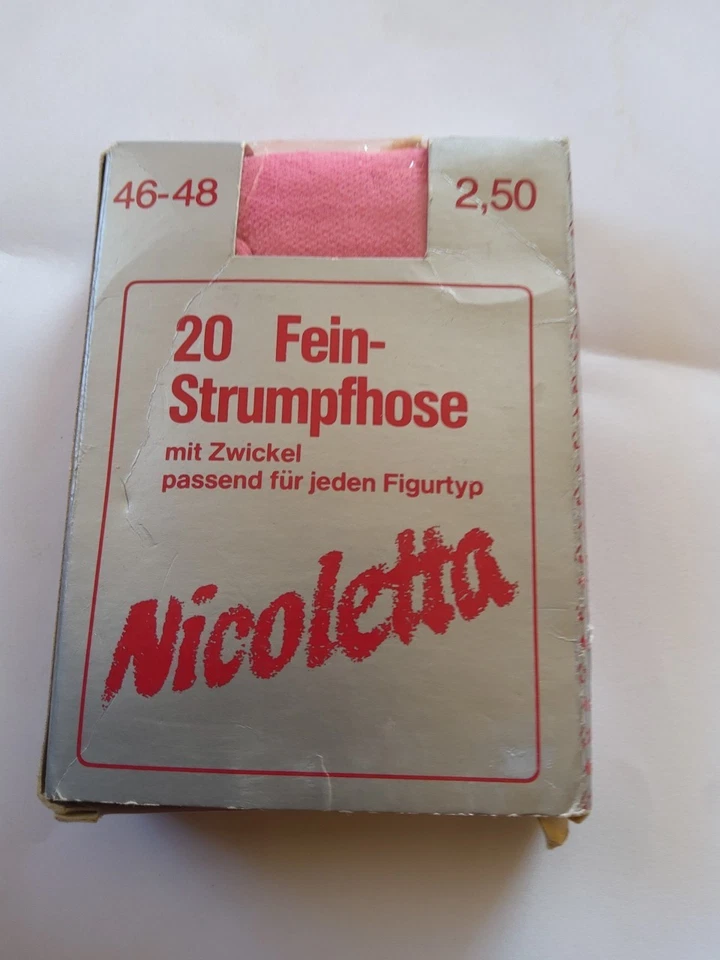 46-48
2,50
20 Fein-
Strumpfhose
mit Zwickel
passend für jeden Figurtyp
Nicoletta